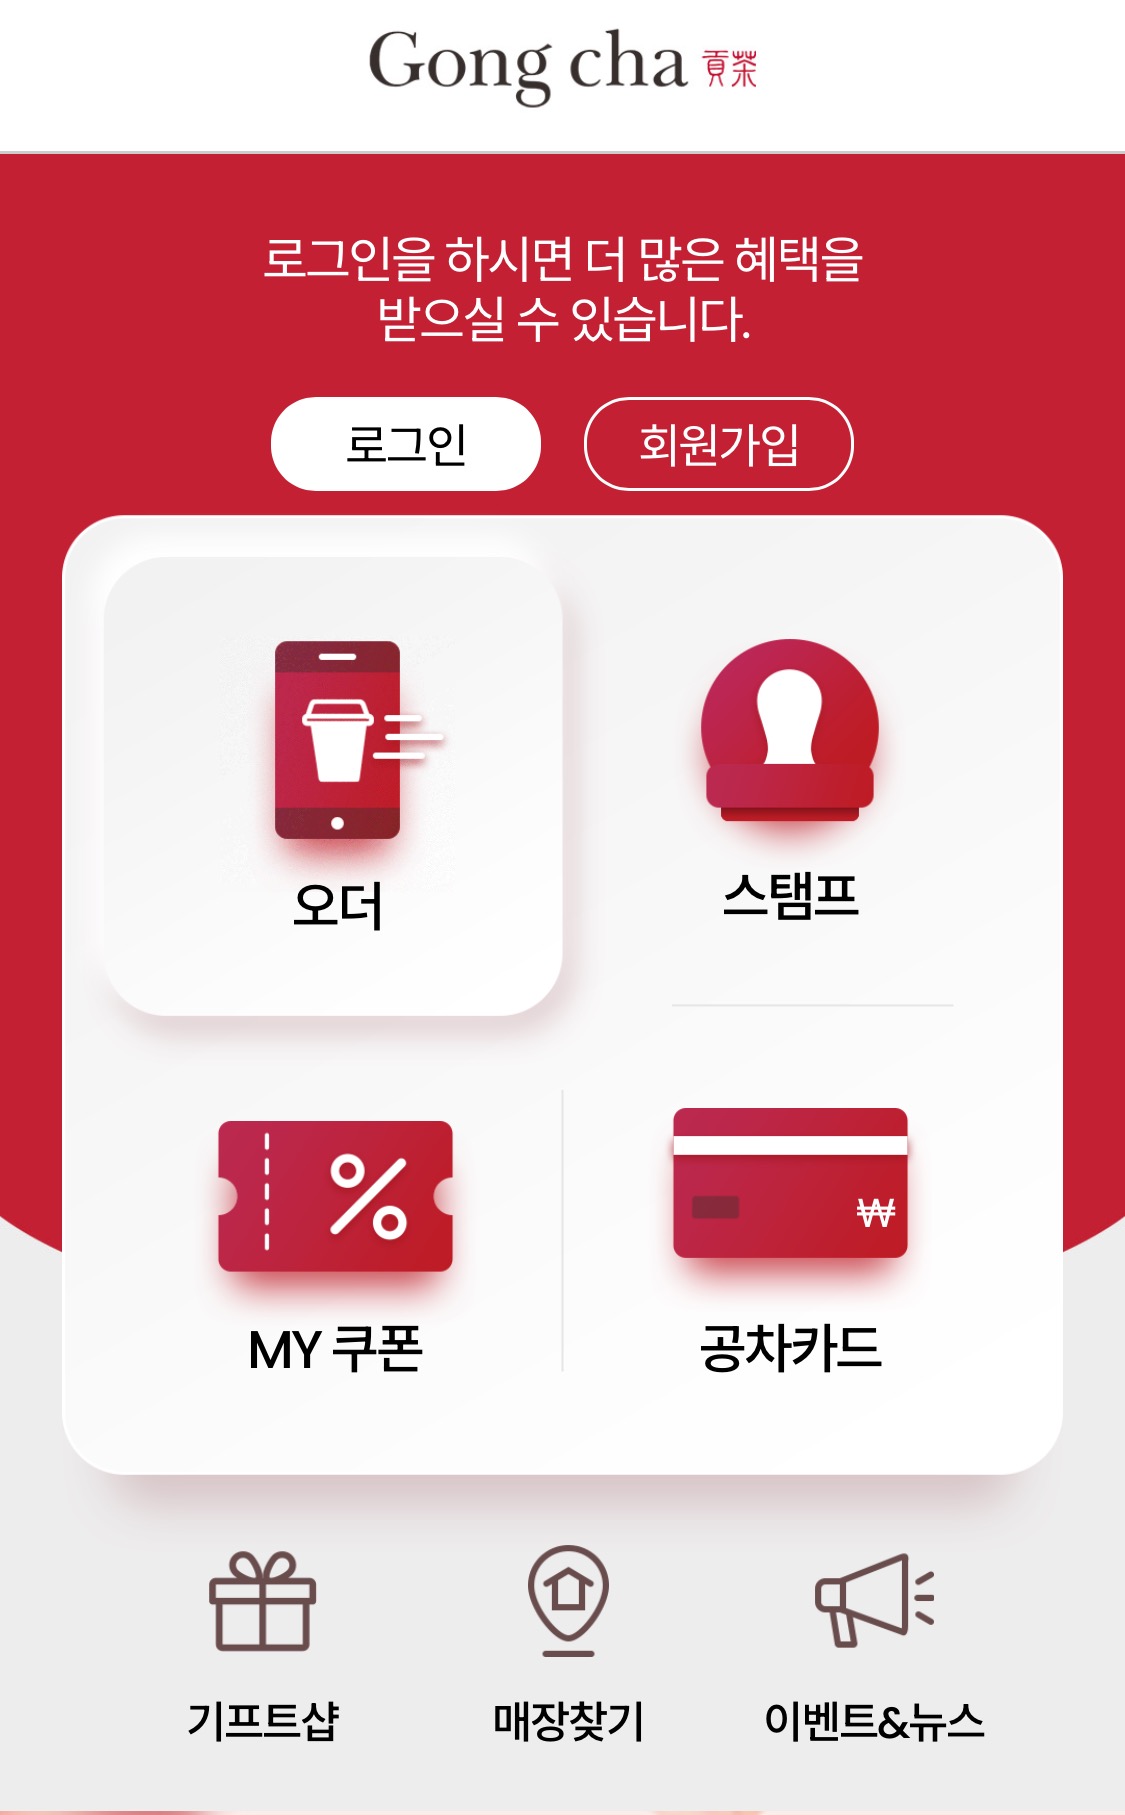 Gong cha 貢茶
로그인을 하시면 더 많은 혜택을
받으실 수 있습니다.
로그인 회원가입
오더 스탬프
%
₩
MY 쿠폰 공차카드
기프트샵 매장찾기 이벤트&뉴스